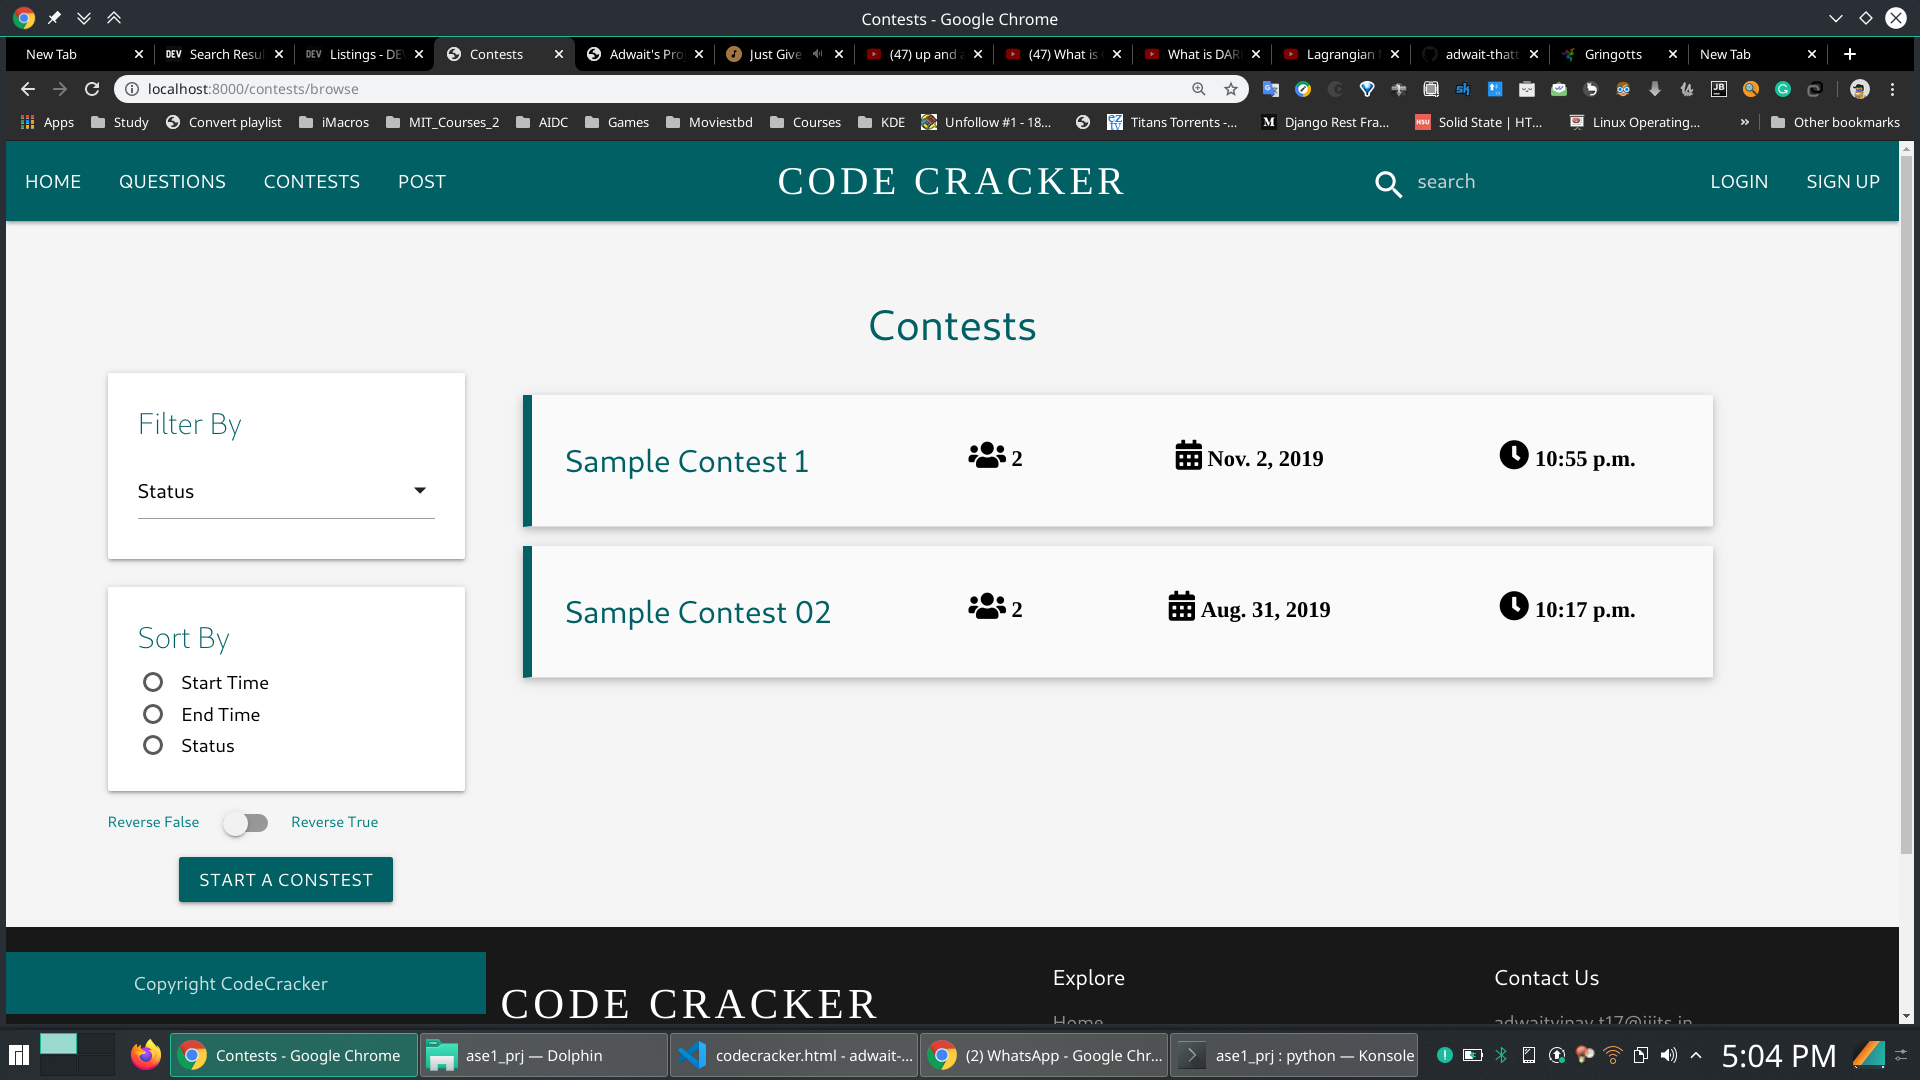 Contests - Google Chrome
New Tab
DEV Search Resul
DEV Listings - DE
Contests
Adwait's Pro
Just Give
(47) up and a
(47) What is
What is DAR
Lagrangian
adwait-thatt
Gringotts
New Tab
localhost:8000/contests/browse
Apps Study Convert playlist iMacros MIT_Courses_2 AIDC Games Moviestbd Courses KDE Unfollow #1 - 18... Titans Torrents -... Django Rest Fra... Solid State | HT... Linux Operating... » Other bookmarks
HOME QUESTIONS CONTESTS POST CODE CRACKER search LOGIN SIGN UP
Contests
Filter By
Status
Sort By
Start Time
End Time
Status
Reverse False Reverse True
START A CONSTEST
Sample Contest 1 2 Nov. 2, 2019 10:55 p.m.
Sample Contest 02 2 Aug. 31, 2019 10:17 p.m.
Copyright CodeCracker
CODE CRACKER
Explore
Home
Contact Us
adwaitvinay.t17@iiits.in
Contests - Google Chrome
ase1_prj — Dolphin
codecracker.html - adwait-...
(2) WhatsApp - Google Chr...
ase1_prj : python — Konsole
5:04 PM